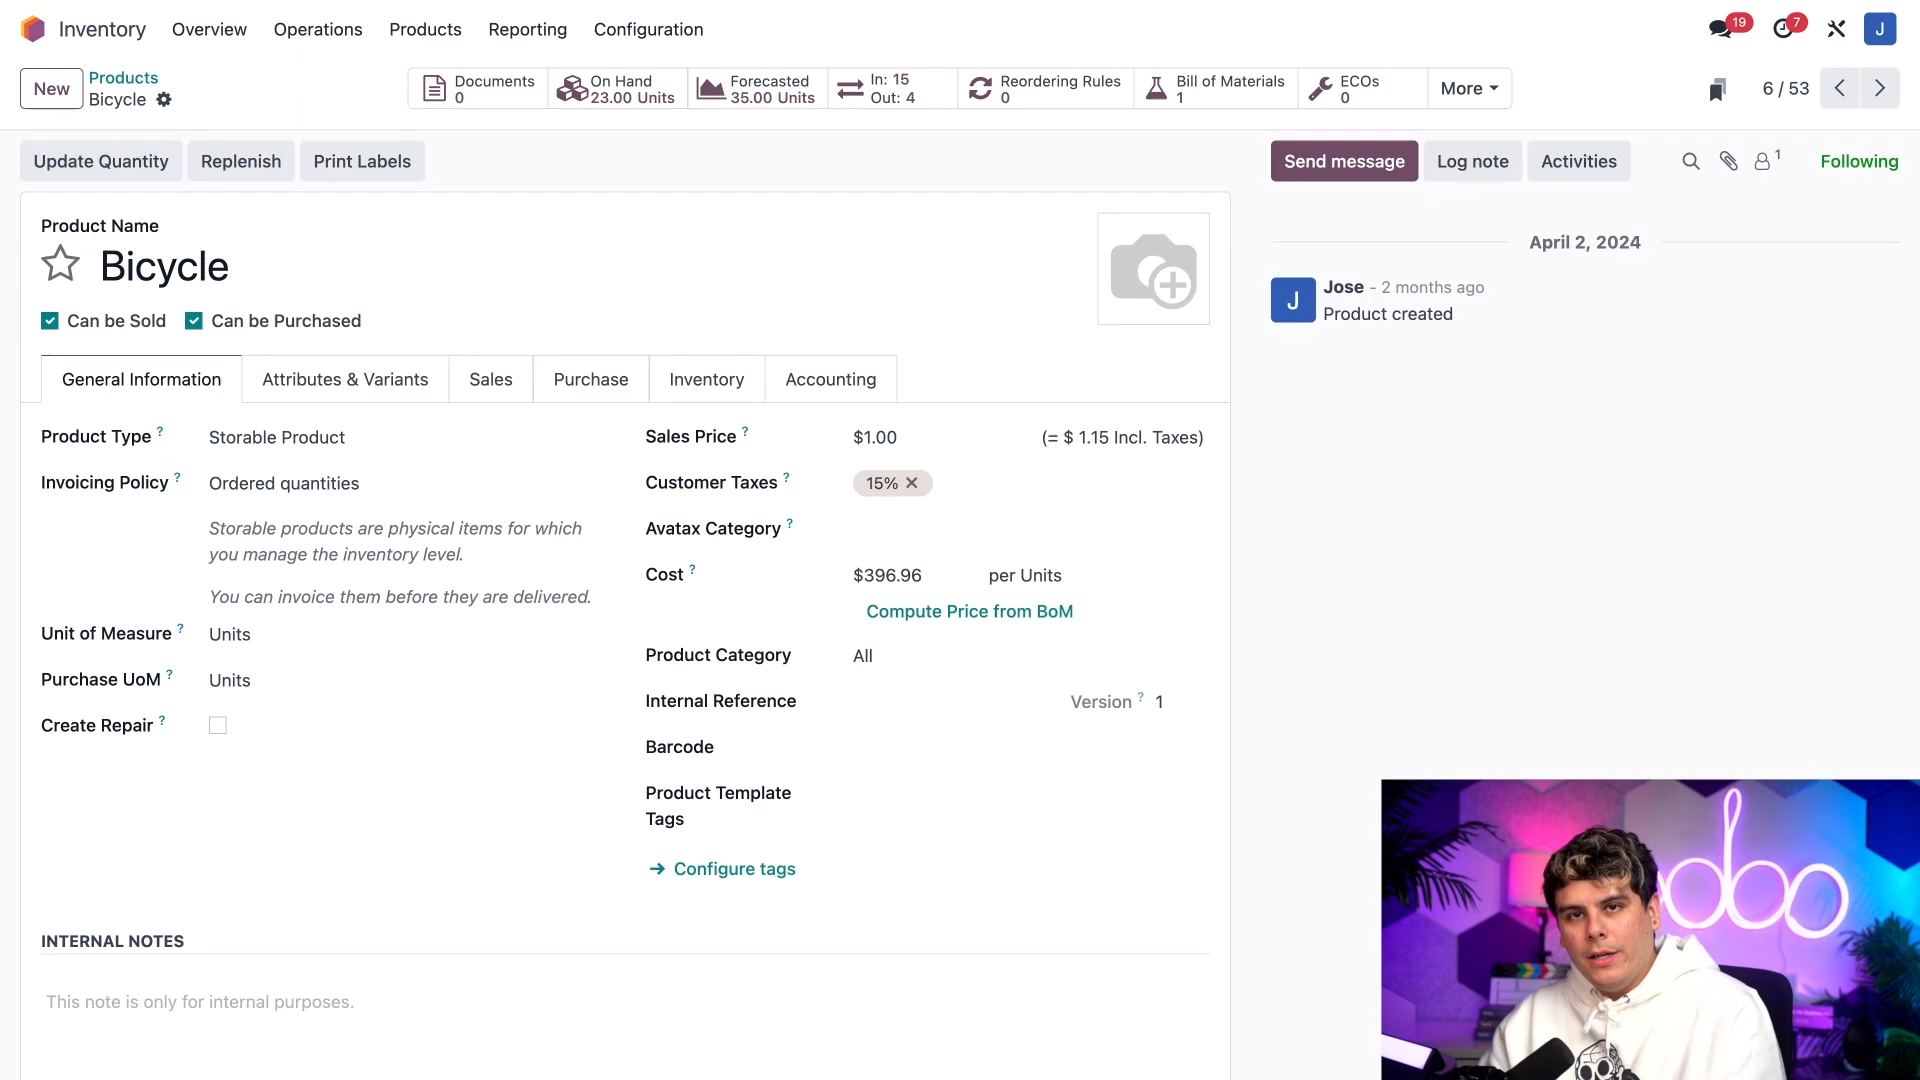 Inventory Overview Operations Products Reporting Configuration 19 7 J
New Products Bicycle
Documents 0 On Hand 23.00 Units Forecasted 35.00 Units In: 15 Out: 4 Reordering Rules 0 Bill of Materials 1 ECOs 0 More 6 / 53
Update Quantity Replenish Print Labels
Send message Log note Activities 1 Following
Product Name
Bicycle
Can be Sold Can be Purchased
General Information Attributes & Variants Sales Purchase Inventory Accounting
Product Type ? Storable Product
Invoicing Policy ? Ordered quantities
Storable products are physical items for which
you manage the inventory level.
You can invoice them before they are delivered.
Unit of Measure ? Units
Purchase UoM ? Units
Create Repair ?
Sales Price ? $1.00 (= $ 1.15 Incl. Taxes)
Customer Taxes ? 15%
Avatax Category ?
Cost ? $396.96 per Units
Compute Price from BoM
Product Category All
Internal Reference Version ? 1
Barcode
Product Template
Tags
Configure tags
INTERNAL NOTES
This note is only for internal purposes.
April 2, 2024
J
Jose - 2 months ago
Product created
odoo